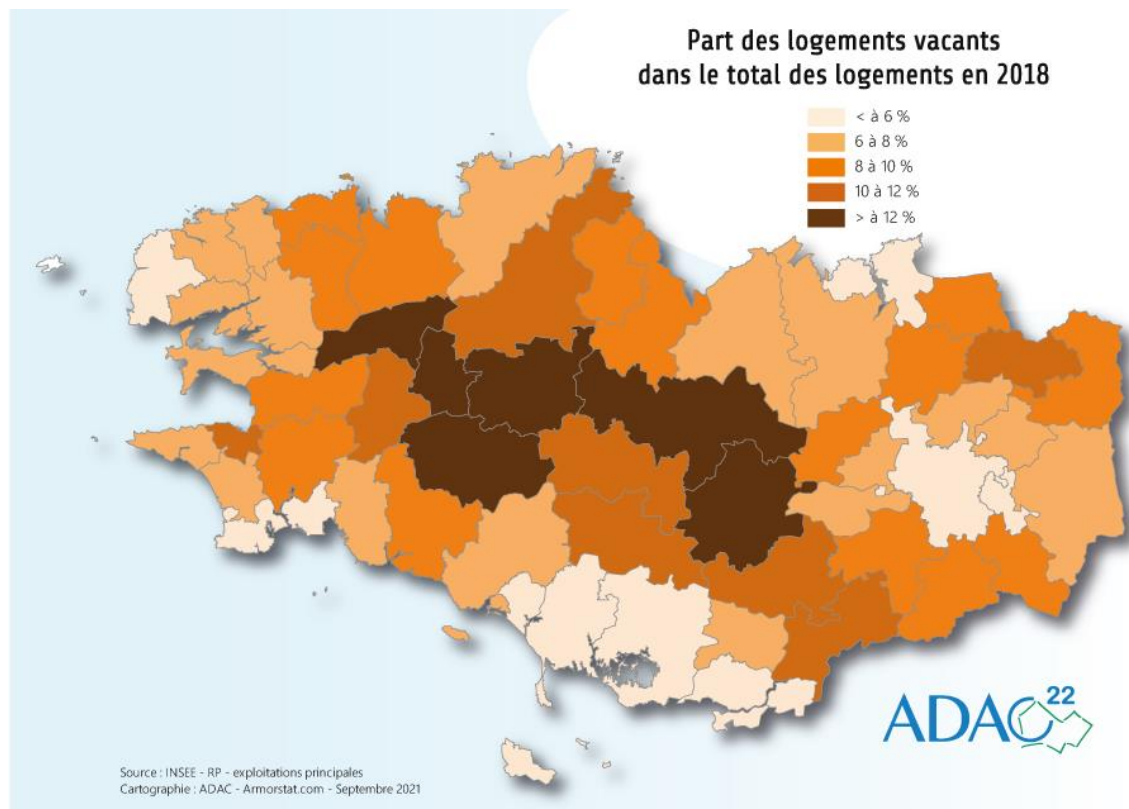 Part des logements vacants
dans le total des logements en 2018
< à 6 %
6 à 8 %
8 à 10 %
10 à 12 %
> à 12 %
ADAC 22
Source : INSEE - RP - exploitations principales
Cartographie : ADAC - Armorstat.com - Septembre 2021